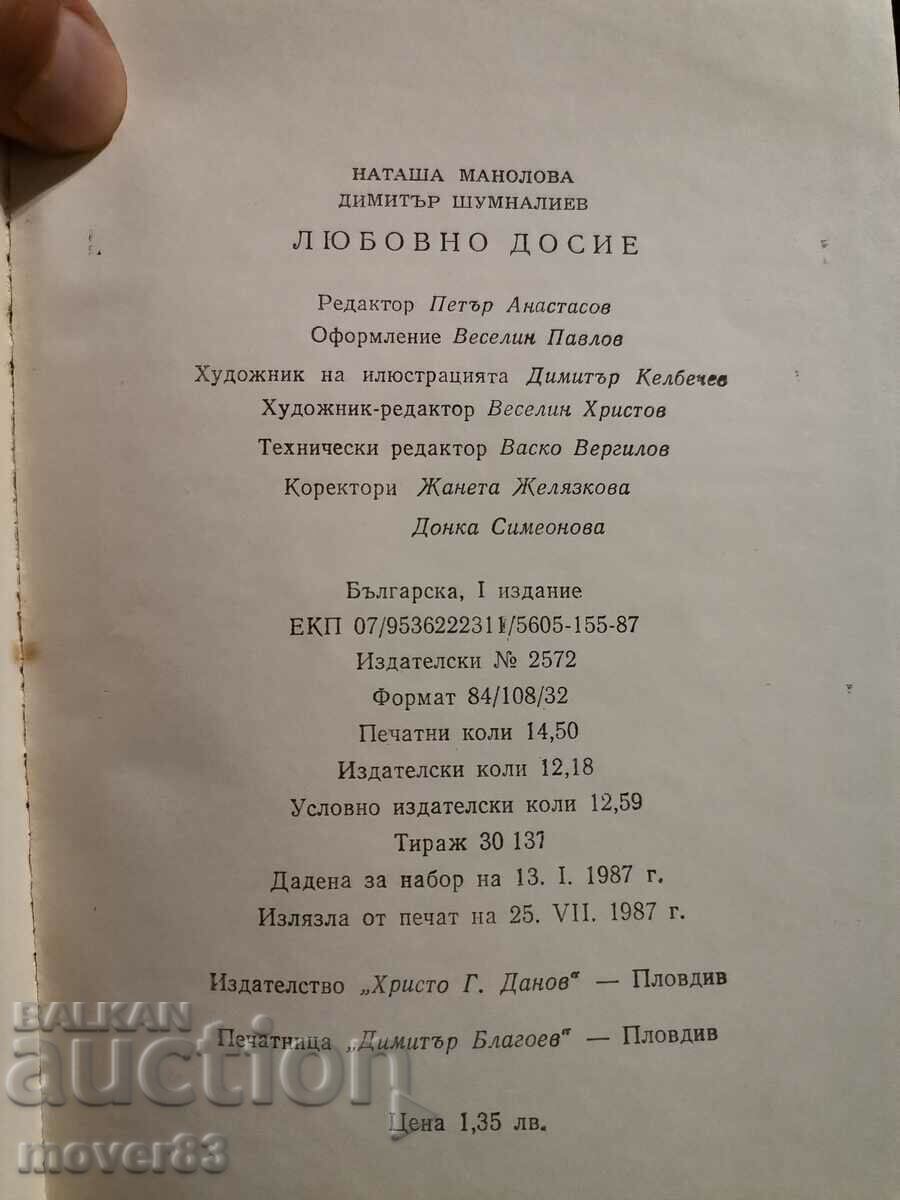 НАТАША МАНОЛОВА
ДИМИТЪР ШУМНАЛИЕВ
ЛЮБОВНО ДОСИЕ
Редактор Петър Анастасов
Оформление Веселин Павлов
Художник на илюстрацията Димитър Келбечев
Художник-редактор Веселин Христов
Технически редактор Васко Вергилов
Коректори Жанета Желязкова
Донка Симеонова
Българска, I издание
ЕКП 07/9536222311/5605-155-87
Издателски № 2572
Формат 84/108/32
Печатни коли 14,50
Издателски коли 12,18
Условно издателски коли 12,59
Тираж 30 137
Дадена за набор на 13. I. 1987 г.
Излязла от печат на 25. VII. 1987 г.
Издателство „Христо Г. Данов“ — Пловдив
Печатница „Димитър Благоев“ — Пловдив
Цена 1,35 лв.
BALKAN
auction
mover83